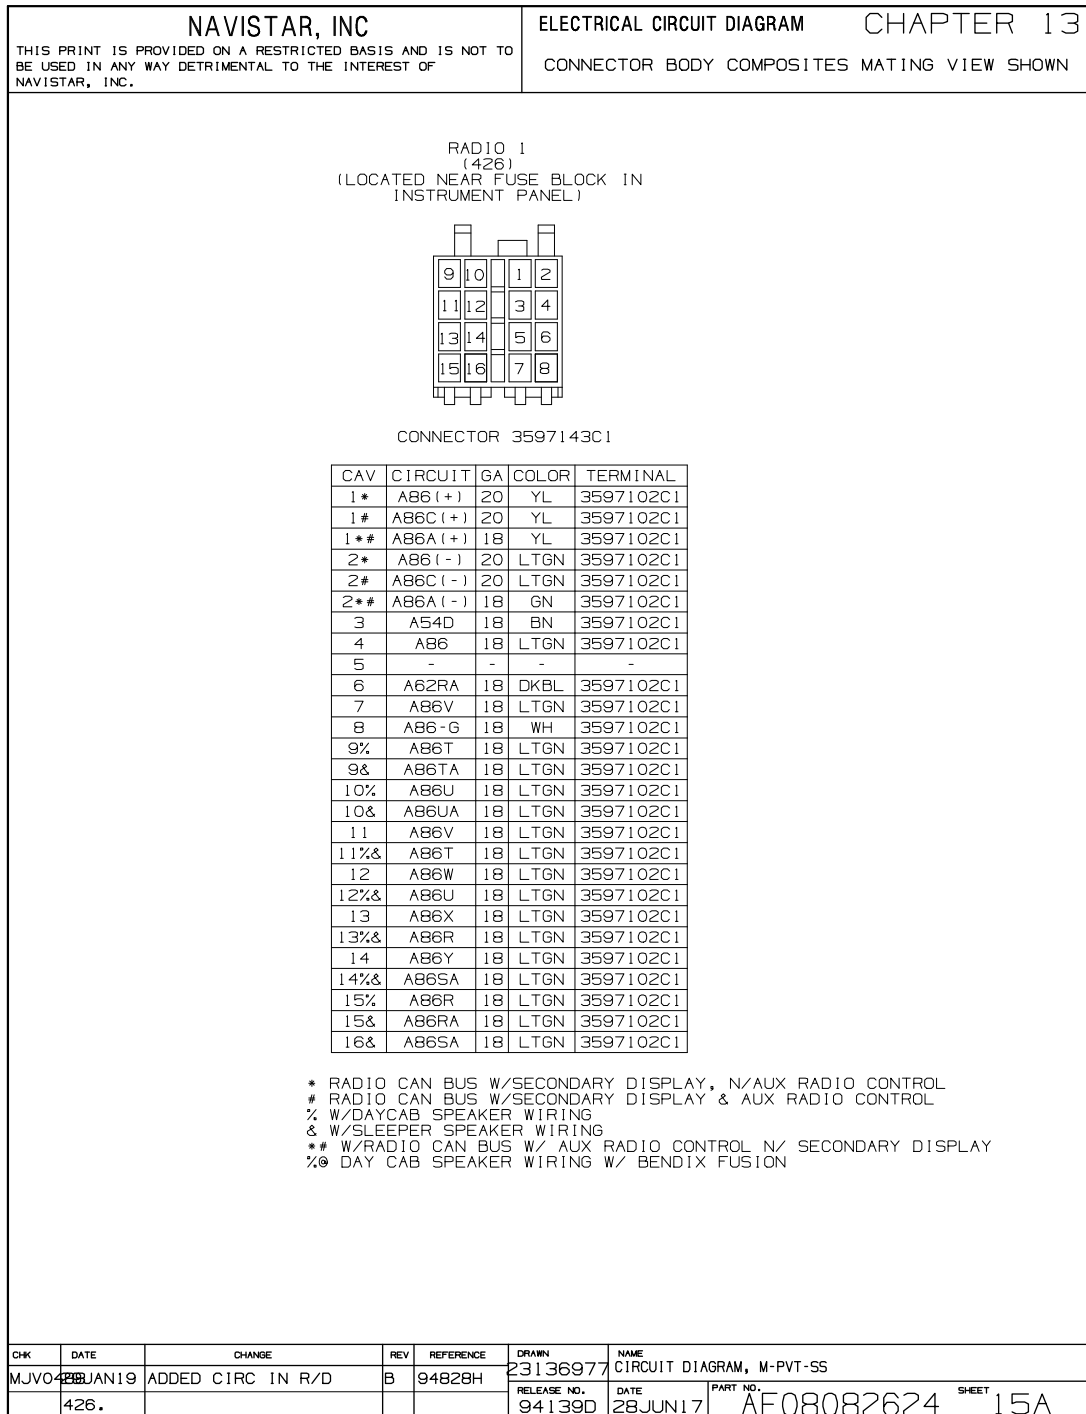 NAVISTAR, INC
THIS PRINT IS PROVIDED ON A RESTRICTED BASIS AND IS NOT TO
BE USED IN ANY WAY DETRIMENTAL TO THE INTEREST OF
NAVISTAR, INC.
ELECTRICAL CIRCUIT DIAGRAM CHAPTER 13
CONNECTOR BODY COMPOSITES MATING VIEW SHOWN
RADIO 1
(426)
(LOCATED NEAR FUSE BLOCK IN
INSTRUMENT PANEL)
9 10 1 2
11 12 3 4
13 14 5 6
15 16 7 8
CONNECTOR 3597143C1
CAV CIRCUIT GA COLOR TERMINAL
1* A86(+) 20 YL 3597102C1
1# A86C(+) 20 YL 3597102C1
1*# A86A(+) 18 YL 3597102C1
2* A86(-) 20 LTGN 3597102C1
2# A86C(-) 20 LTGN 3597102C1
2*# A86A(-) 18 GN 3597102C1
3 A54D 18 BN 3597102C1
4 A86 18 LTGN 3597102C1
5 - - - -
6 A62RA 18 DKBL 3597102C1
7 A86V 18 LTGN 3597102C1
8 A86-G 18 WH 3597102C1
9% A86T 18 LTGN 3597102C1
9& A86TA 18 LTGN 3597102C1
10% A86U 18 LTGN 3597102C1
10& A86UA 18 LTGN 3597102C1
11 A86V 18 LTGN 3597102C1
11%& A86T 18 LTGN 3597102C1
12 A86W 18 LTGN 3597102C1
12%& A86U 18 LTGN 3597102C1
13 A86X 18 LTGN 3597102C1
13%& A86R 18 LTGN 3597102C1
14 A86Y 18 LTGN 3597102C1
14%& A86SA 18 LTGN 3597102C1
15% A86R 18 LTGN 3597102C1
15& A86RA 18 LTGN 3597102C1
16& A86SA 18 LTGN 3597102C1
* RADIO CAN BUS W/SECONDARY DISPLAY, N/AUX RADIO CONTROL
# RADIO CAN BUS W/SECONDARY DISPLAY & AUX RADIO CONTROL
% W/DAYCAB SPEAKER WIRING
& W/SLEEPER SPEAKER WIRING
*# W/RADIO CAN BUS W/ AUX RADIO CONTROL N/ SECONDARY DISPLAY
%@ DAY CAB SPEAKER WIRING W/ BENDIX FUSION
CHK DATE CHANGE REV REFERENCE DRAWN NAME
ADDED CIRC IN R/D B 94828H 23136977 CIRCUIT DIAGRAM, M-PVT-SS
426.
RELEASE NO. DATE PART NO. SHEET
94139D 28JUN17 AF08082624 15A